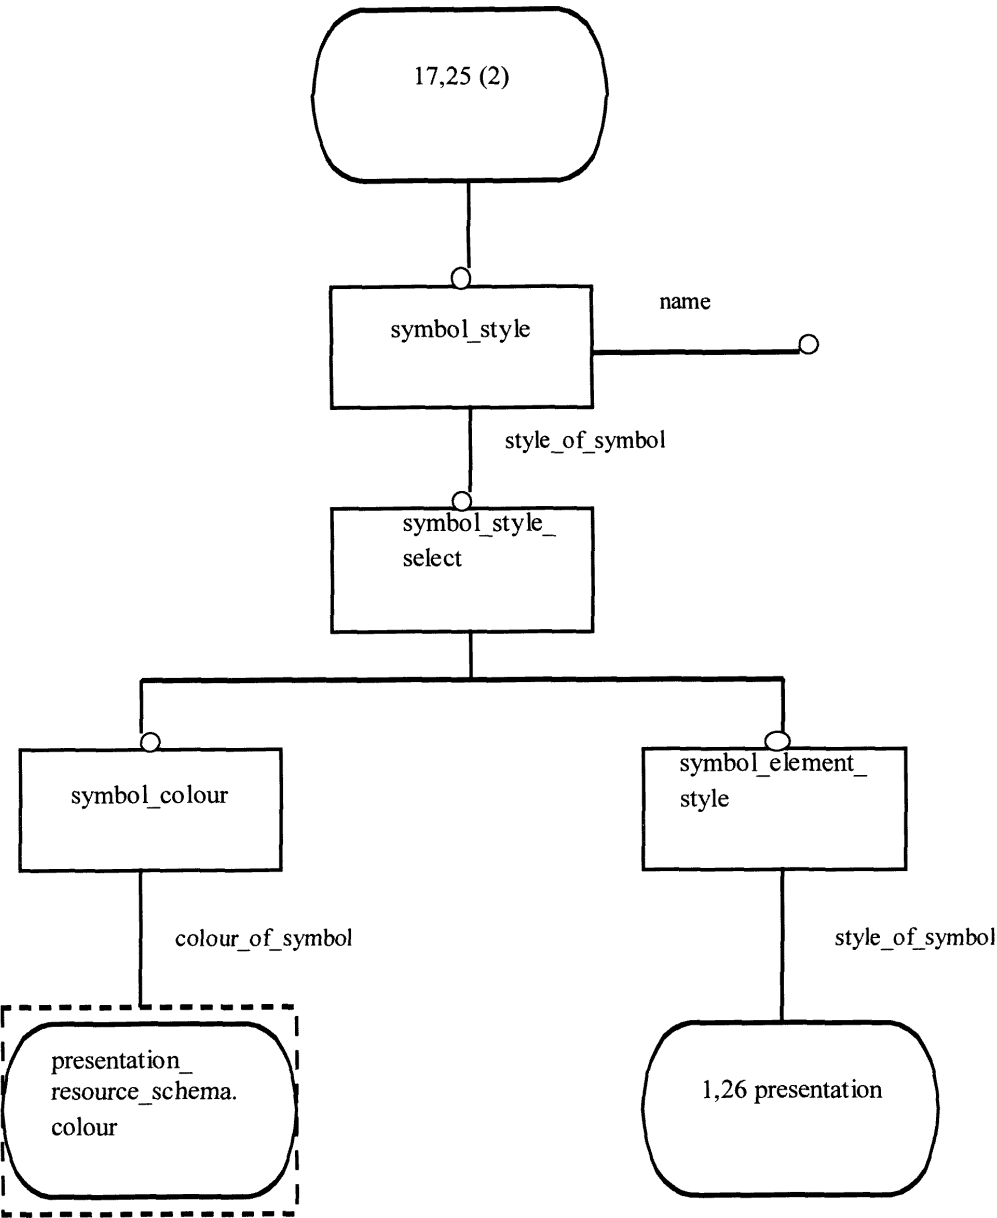 17,25 (2)
name
symbol_style
style_of_symbol
symbol_style_
select
symbol_colour
symbol_element_
style
colour_of_symbol
style_of_symbol
presentation_
resource_schema.
colour
1,26 presentation